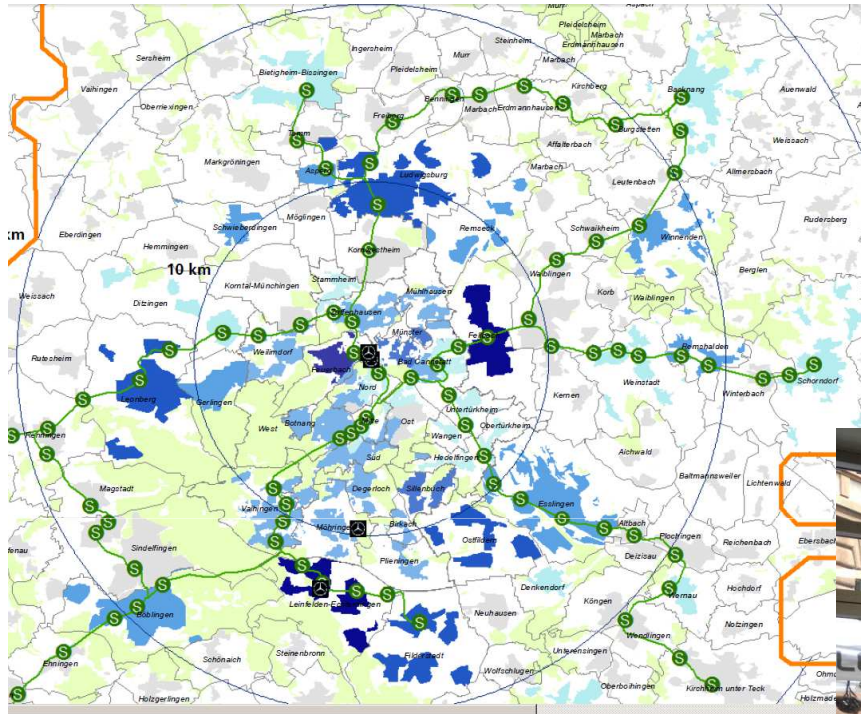 Murr
Aspach
Pleidelsheim
Steinheim
Marbach
Erdmannhausen
Ingersheim
Murr
Sersheim
Pleidelsheim
Marbach
Bietigheim-Bissingen
Vaihingen
Kirchberg
Backnang
Auenwald
Benningen
Oberriexingen
Marbach
Erdmannhausen
Freiberg
Burgstetten
Weissach
Tamm
Affalterbach
Markgröningen
Marbach
Allmersbach
Asperg
Ludwigsburg
Leutenbach
Möglingen
Rudersberg
Schwieberdingen
Remseck
Schwaikheim
Winnenden
km
Eberdingen
Hemmingen
Kornwestheim
10 km
Berglen
Waiblingen
Weissach
Korntal-Münchingen
Stammheim
Mühlhausen
Korb
Waiblingen
Ditzingen
Zuffenhausen
Münster
Fellbach
Rutesheim
Weilimdorf
Remshalden
Feuerbach
Bad Cannstatt
Weinstadt
Schorndorf
Leonberg
Nord
Winterbach
Gerlingen
Kernen
Untertürkheim
Botnang
Mitte
Ost
Obertürkheim
West
Wangen
Renningen
Aichwald
Süd
Hedelfingen
Baltmannsweiler
Lichtenwald
Magstadt
Degerloch
Sillenbuch
Esslingen
Vaihingen
Möhringen
Birkach
Altbach
Plochingen
Ostfildern
Reichenbach
Ebersbach
Sindelfingen
Deizisau
Plieningen
Denkendorf
Wernau
Hochdorf
Leinfelden-Echterdingen
Köngen
Böblingen
Neuhausen
Notzingen
Wendlingen
Steinenbronn
Filderstadt
Unterensingen
Ehningen
Schönaich
Wolfschlugen
Oberboihingen
Kirchheim unter Teck
Holzgerlingen